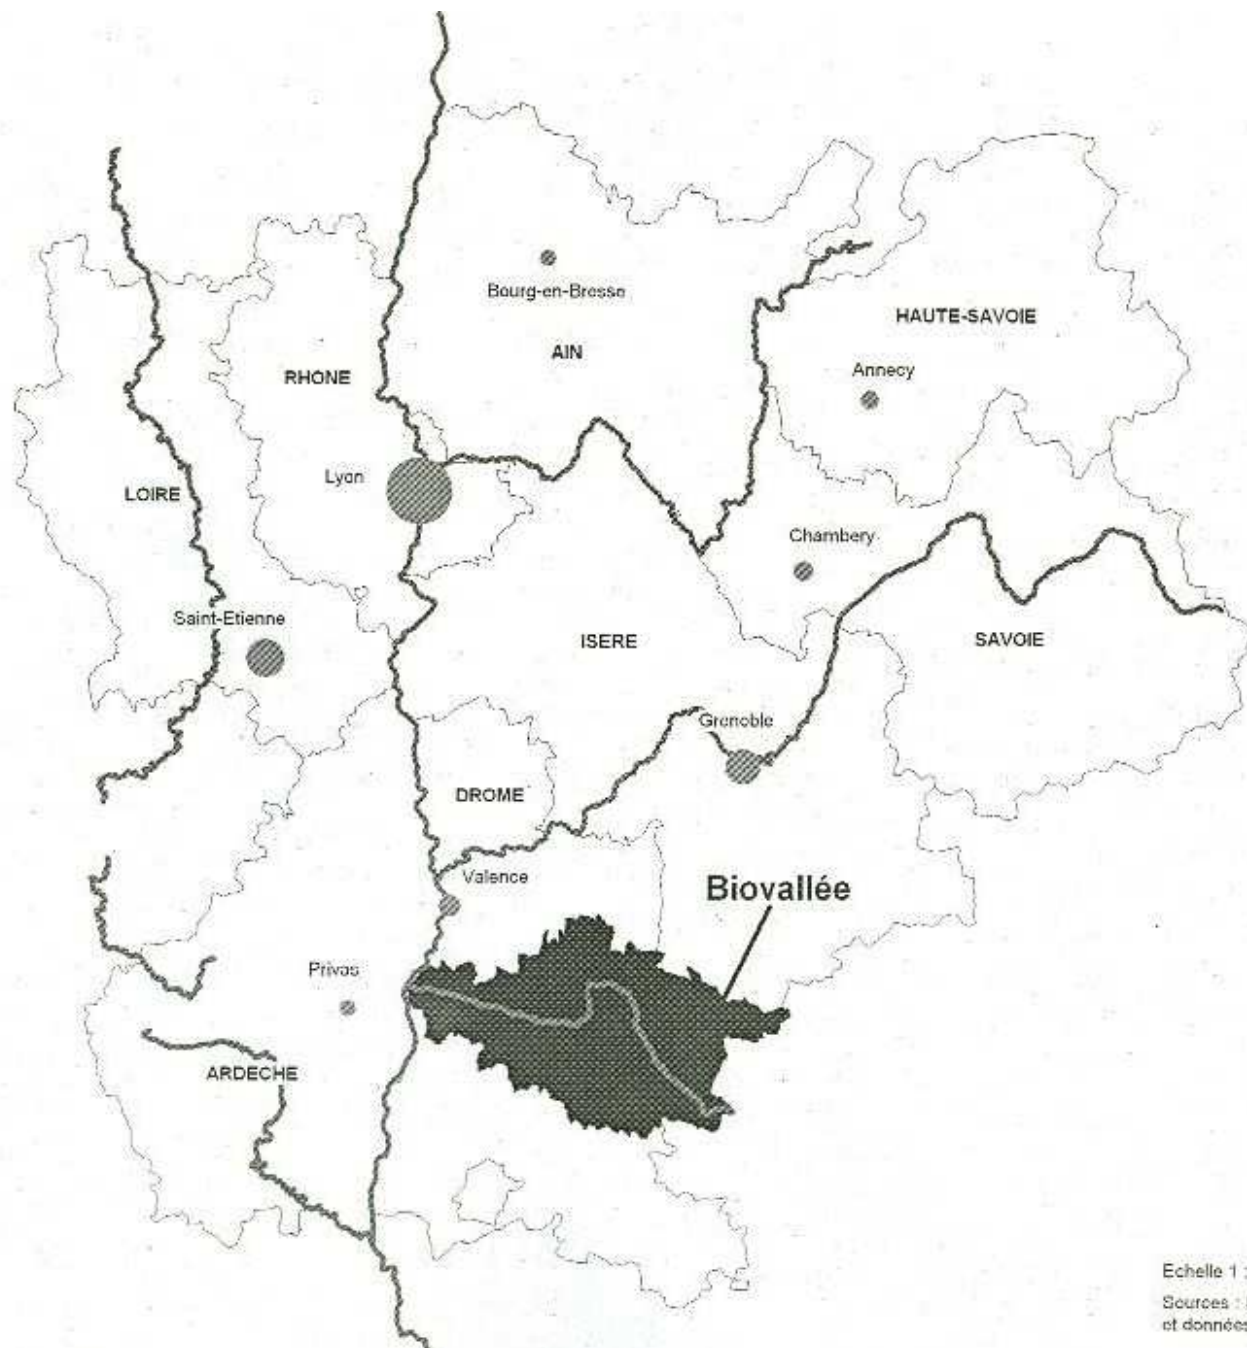 Bourg-en-Bresse
HAUTE-SAVOIE
AIN
RHONE
Annecy
Lyon
LOIRE
Chambery
Saint-Etienne
ISERE
SAVOIE
Grenoble
DROME
Valence
Biovallée
Privas
ARDECHE
Echelle 1 :
Sources :
et données